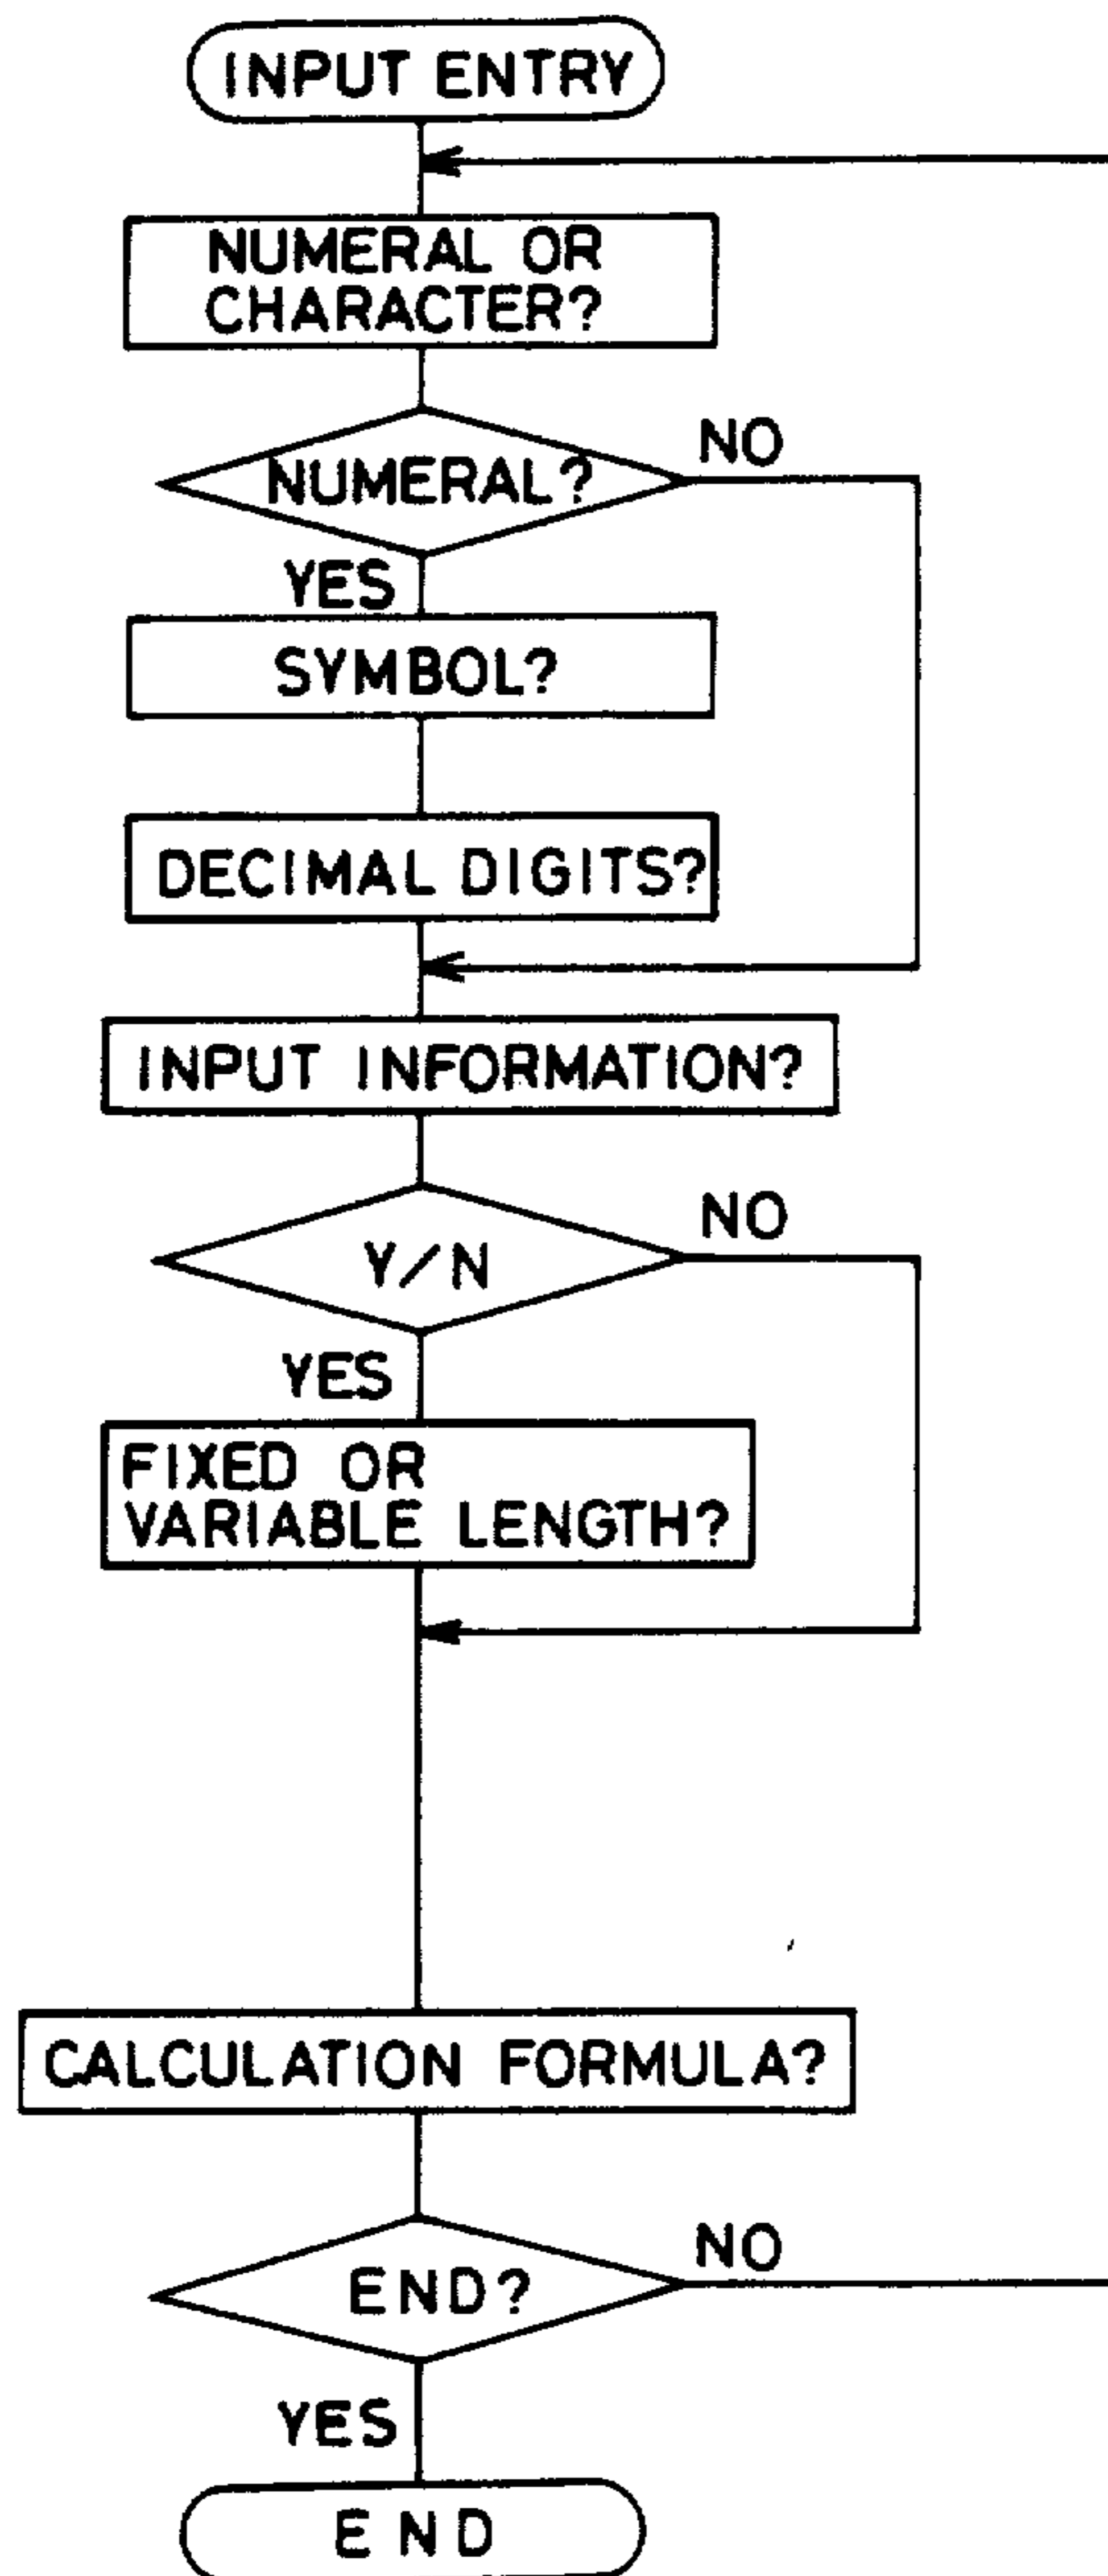 INPUT ENTRY
NUMERAL OR
CHARACTER?
NUMERAL?
NO
YES
SYMBOL?
DECIMAL DIGITS?
INPUT INFORMATION?
Y/N
NO
YES
FIXED OR
VARIABLE LENGTH?
CALCULATION FORMULA?
END?
NO
YES
END